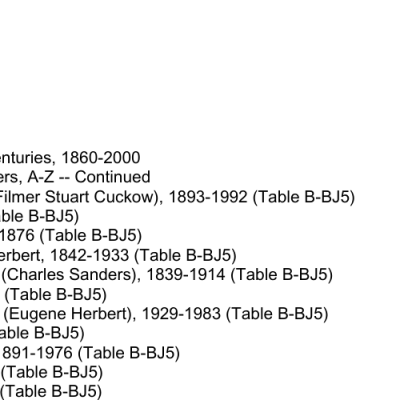 enturies, 1860-2000
ers, A-Z -- Continued
Filmer Stuart Cuckow), 1893-1992 (Table B-BJ5)
able B-BJ5)
1876 (Table B-BJ5)
erbert, 1842-1933 (Table B-BJ5)
(Charles Sanders), 1839-1914 (Table B-BJ5)
(Table B-BJ5)
(Eugene Herbert), 1929-1983 (Table B-BJ5)
able B-BJ5)
1891-1976 (Table B-BJ5)
(Table B-BJ5)
(Table B-BJ5)